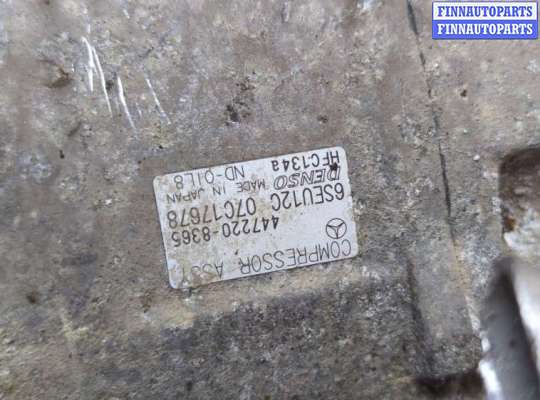 FINNAUTOPARTS
FINNAUTOPARTS
COMPRESSOR ASSY
447220-8365
6SEU12C 07C17678
DENSO MADE IN JAPAN
HFC134a ND-OIL8